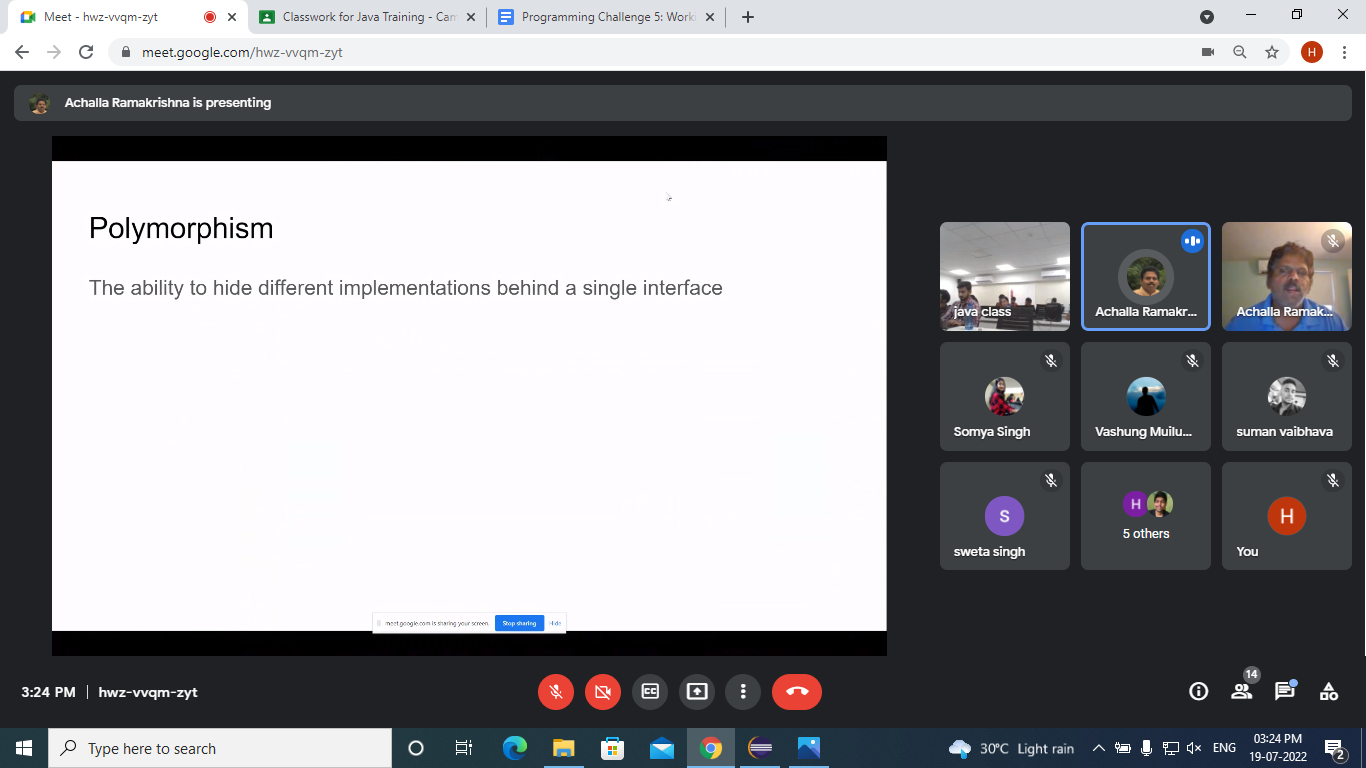 Meet - hwz-vvqm-zyt
Classwork for Java Training - Cam
Programming Challenge 5: Worki
meet.google.com/hwz-vvqm-zyt
H
Achalla Ramakrishna is presenting
Polymorphism
The ability to hide different implementations behind a single interface
meet.google.com is sharing your screen.
Stop sharing
Hide
java class
Achalla Ramakr...
Achalla Ramak...
Somya Singh
Vashung Muilu...
suman vaibhava
S
sweta singh
H
5 others
H
You
3:24 PM | hwz-vvqm-zyt
CC
14
Type here to search
30°C Light rain
ENG
03:24 PM
19-07-2022
2